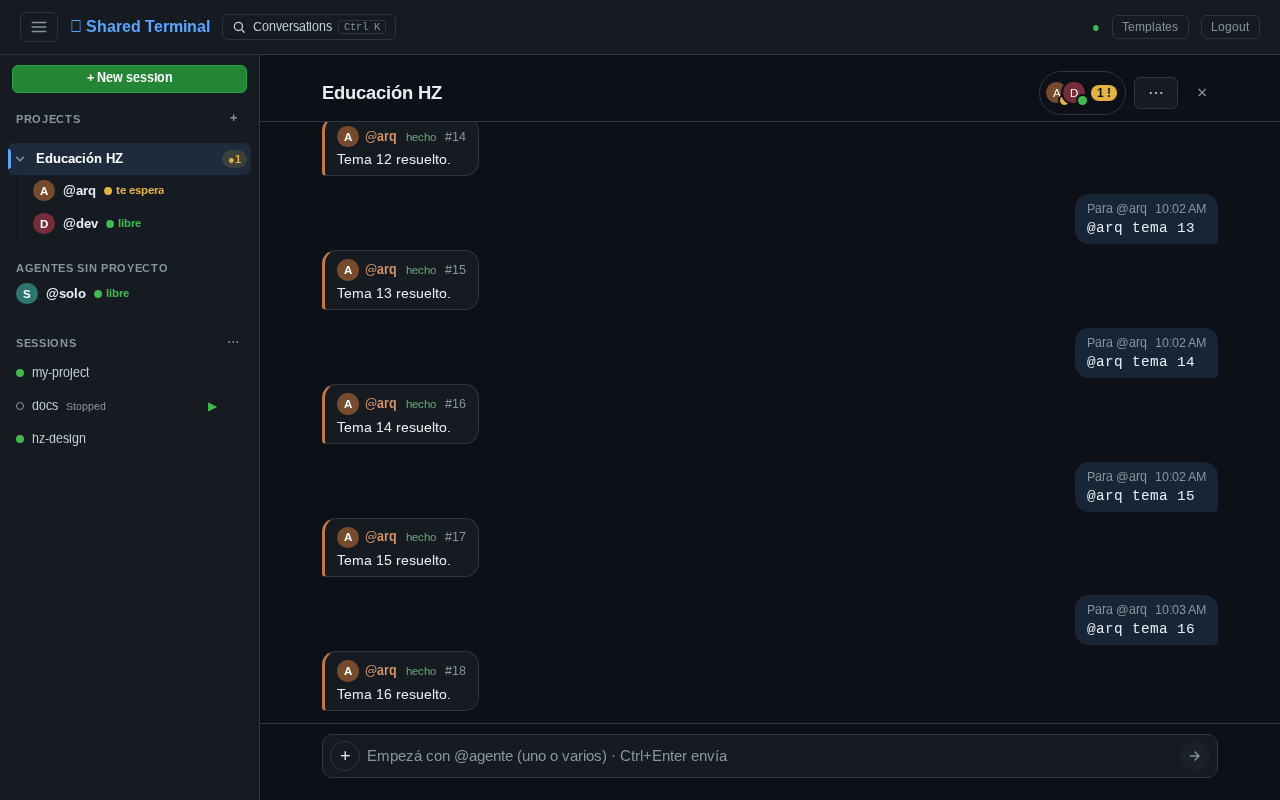 Shared Terminal
Conversations Ctrl K
Templates
Logout
+ New session
PROJECTS +
Educación HZ ●1
A @arq te espera
D @dev libre
AGENTES SIN PROYECTO
S @solo libre
SESSIONS ...
my-project
docs Stopped
hz-design
Educación HZ
A D 1 !
... ×
A @arq hecho #14
Tema 12 resuelto.
Para @arq 10:02 AM
@arq tema 13
A @arq hecho #15
Tema 13 resuelto.
Para @arq 10:02 AM
@arq tema 14
A @arq hecho #16
Tema 14 resuelto.
Para @arq 10:02 AM
@arq tema 15
A @arq hecho #17
Tema 15 resuelto.
Para @arq 10:03 AM
@arq tema 16
A @arq hecho #18
Tema 16 resuelto.
+ Empezá con @agente (uno o varios) · Ctrl+Enter envía